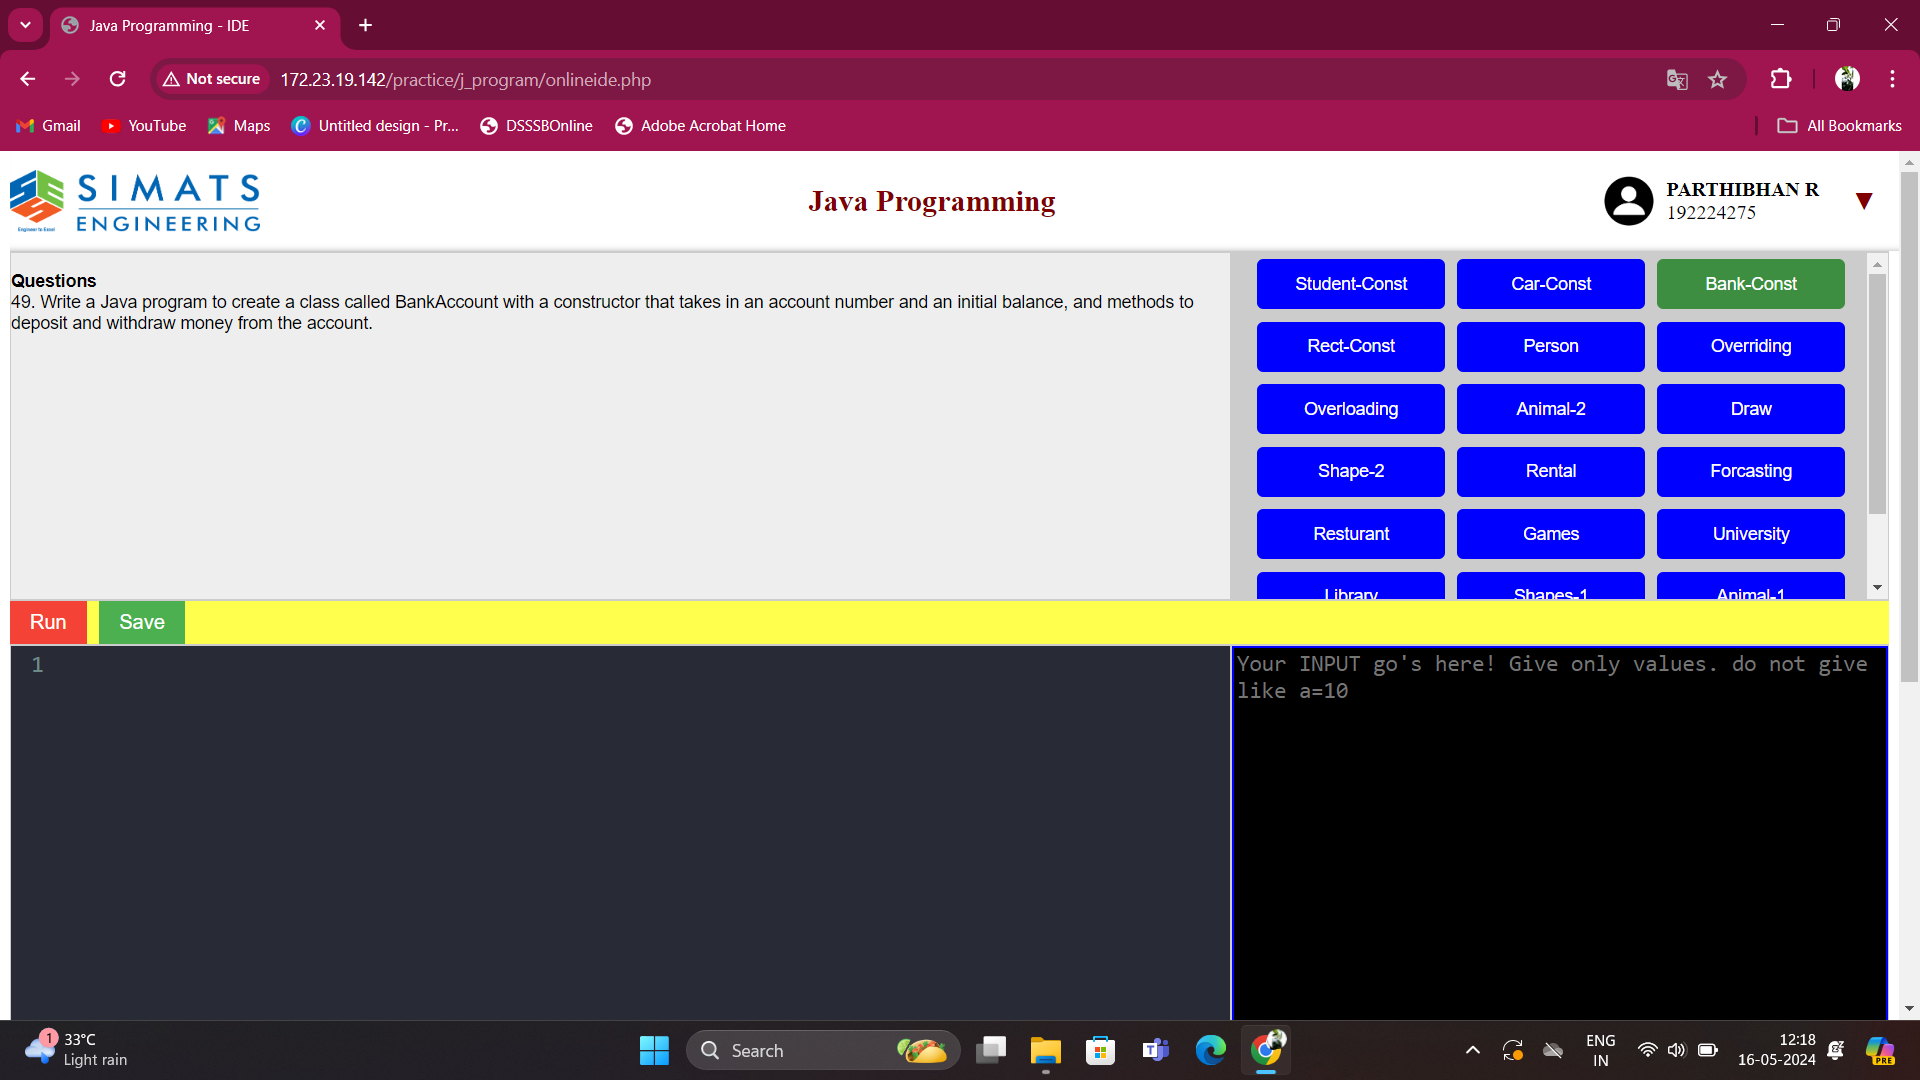 Java Programming - IDE
Not secure
172.23.19.142/practice/j_program/onlineide.php
Gmail
YouTube
Maps
Untitled design - Pr...
DSSSBOnline
Adobe Acrobat Home
All Bookmarks
SIMATS
ENGINEERING
Engineer to Excel
Java Programming
PARTHIBHAN R
192224275
Questions
49. Write a Java program to create a class called BankAccount with a constructor that takes in an account number and an initial balance, and methods to
deposit and withdraw money from the account.
Student-Const
Car-Const
Bank-Const
Rect-Const
Person
Overriding
Overloading
Animal-2
Draw
Shape-2
Rental
Forcasting
Resturant
Games
University
Library
Shapes-1
Animal-1
Run
Save
1
Your INPUT go's here! Give only values. do not give
like a=10
1
33°C
Light rain
Search
ENG
IN
12:18
16-05-2024
PRE